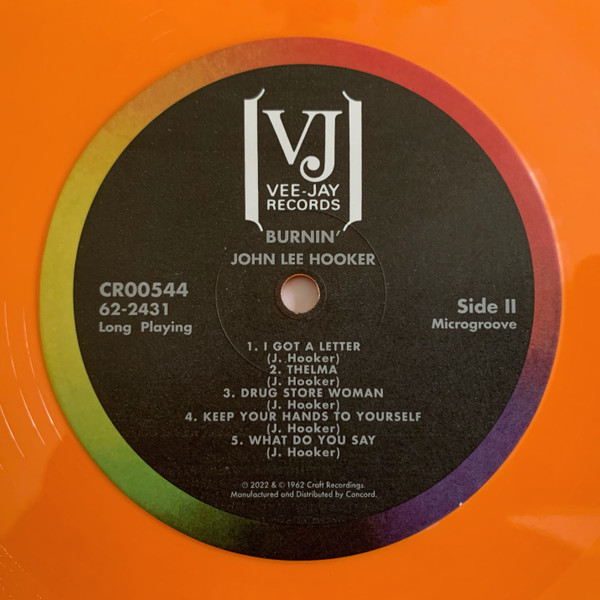 VJ
VEE-JAY
RECORDS
BURNIN'
JOHN LEE HOOKER
CR00544
62-2431
Long Playing
Side II
Microgroove
1. I GOT A LETTER
(J. Hooker)
2. THELMA
(J. Hooker)
3. DRUG STORE WOMAN
(J. Hooker)
4. KEEP YOUR HANDS TO YOURSELF
(J. Hooker)
5. WHAT DO YOU SAY
(J. Hooker)
℗ 2022 & © 1962 Craft Recordings.
Manufactured and Distributed by Concord.